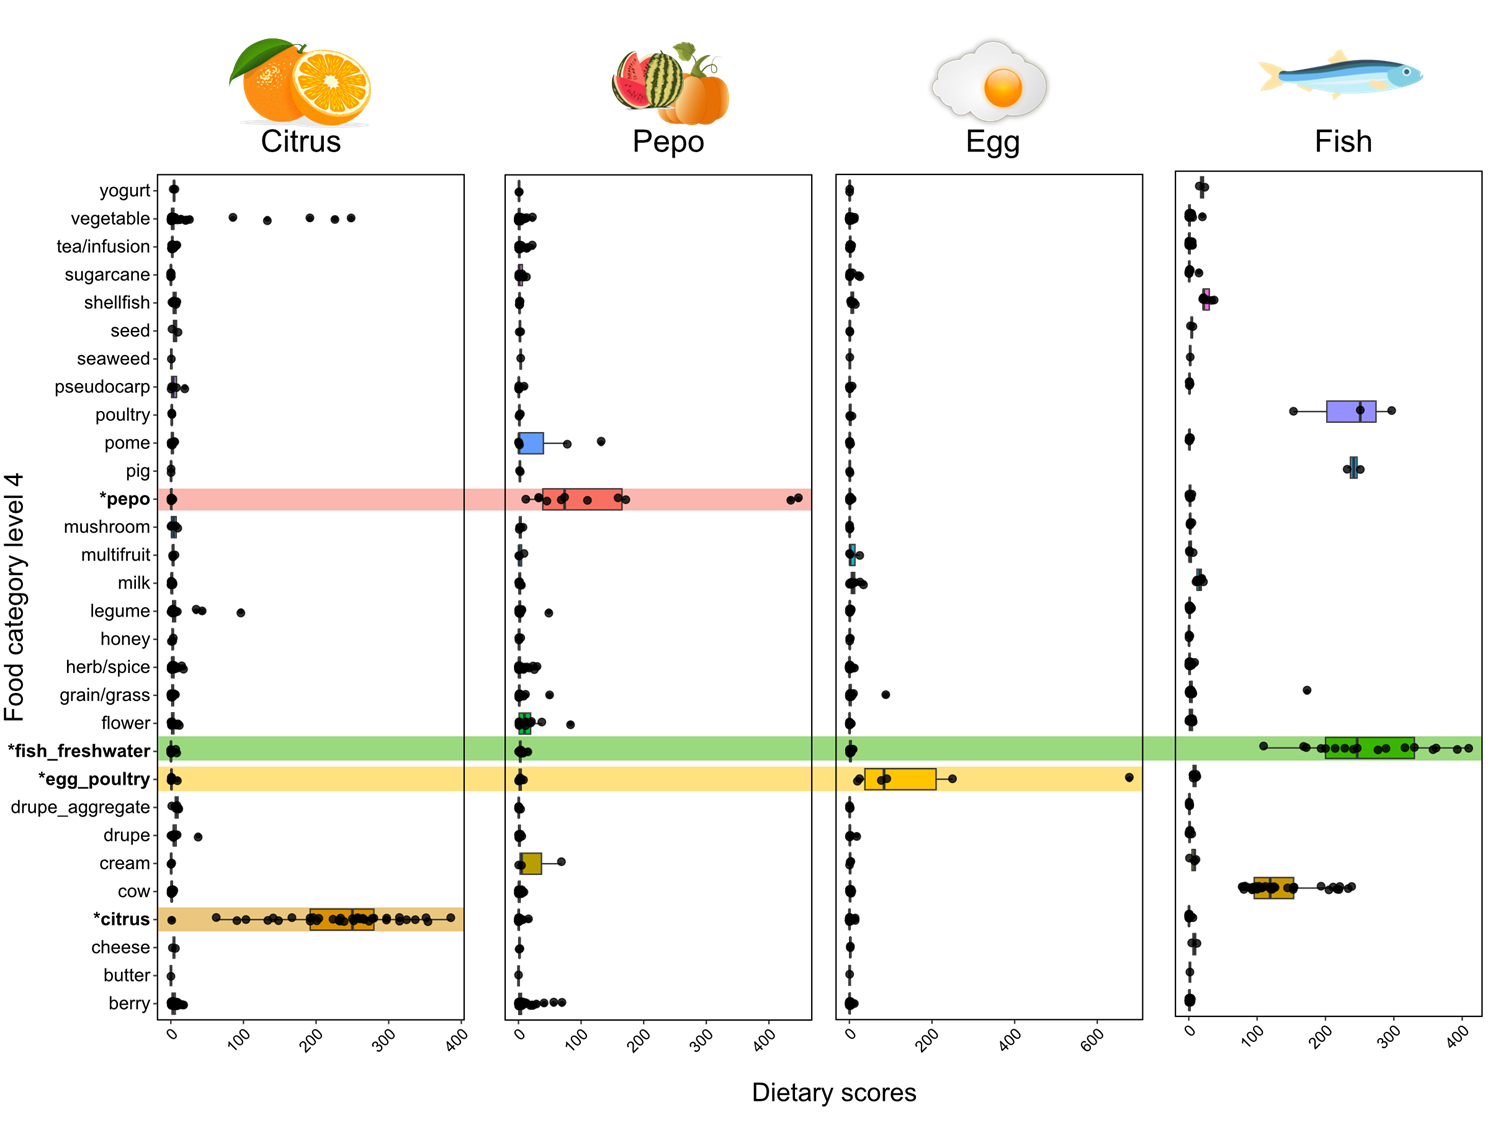 Citrus
Pepo
Egg
Fish
Food category level 4
yogurt
vegetable
tea/infusion
sugarcane
shellfish
seed
seaweed
pseudocarp
poultry
pome
pig
*pepo
mushroom
multifruit
milk
legume
honey
herb/spice
grain/grass
flower
*fish_freshwater
*egg_poultry
drupe_aggregate
drupe
cream
cow
*citrus
cheese
butter
berry
0 100 200 300 400
0 100 200 300 400
0 200 400 600
0 100 200 300 400
Dietary scores